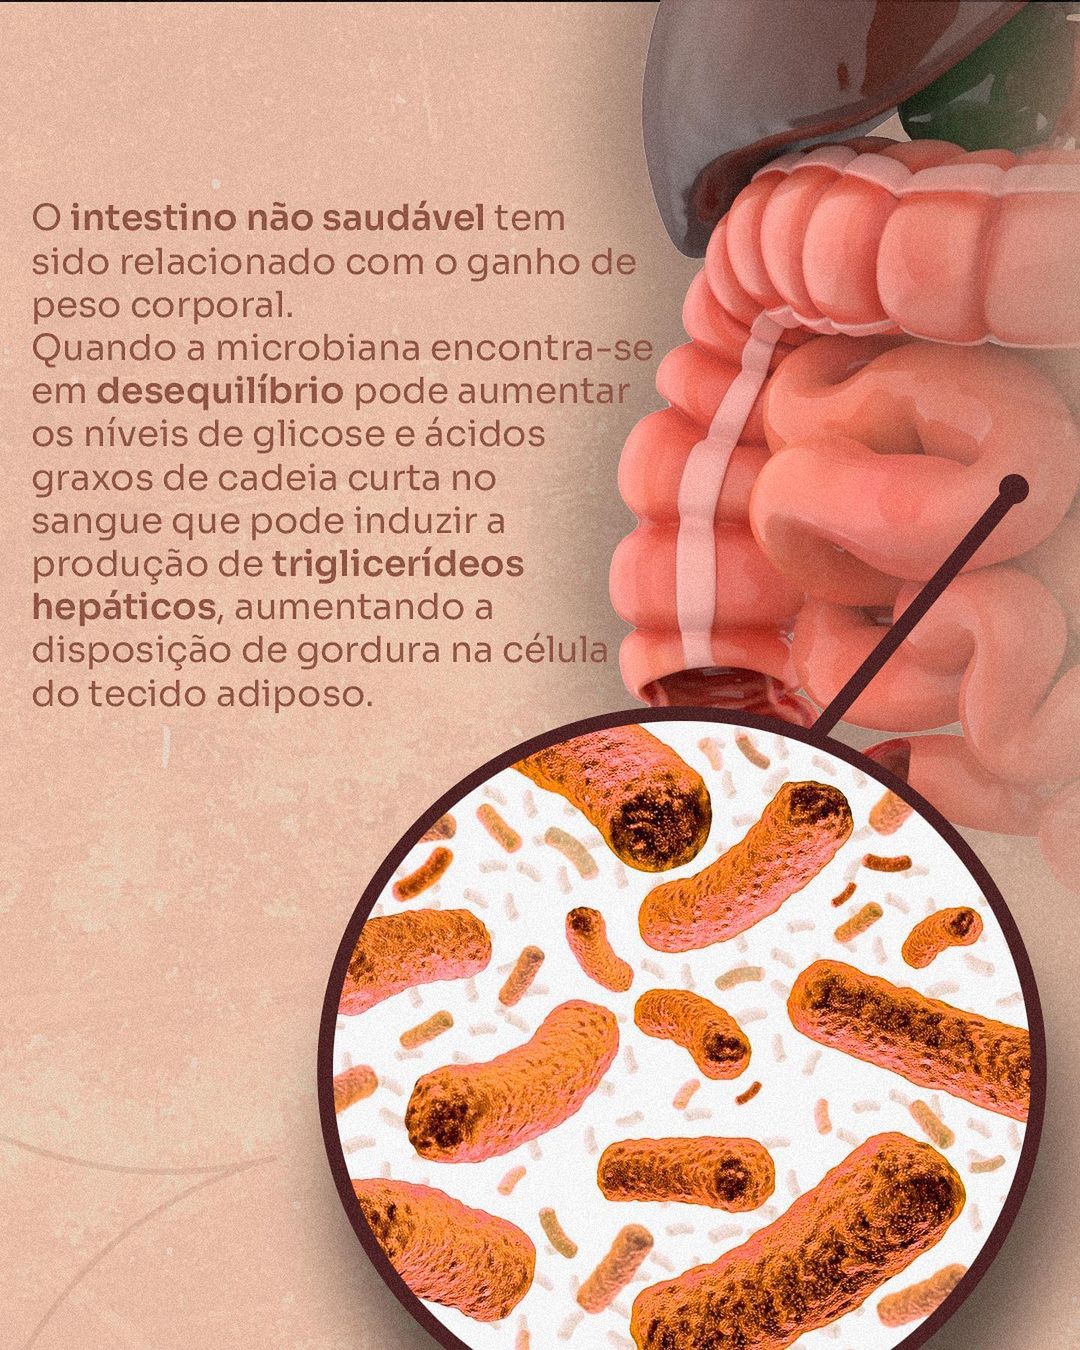 O intestino não saudável tem
sido relacionado com o ganho de
peso corporal.
Quando a microbiana encontra-se
em desequilíbrio pode aumentar
os níveis de glicose e ácidos
graxos de cadeia curta no
sangue que pode induzir a
produção de triglicerídeos
hepáticos, aumentando a
disposição de gordura na célula
do tecido adiposo.